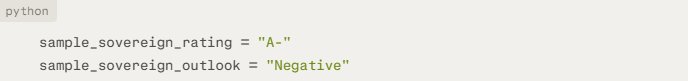 python
sample_sovereign_rating = "A-"
sample_sovereign_outlook = "Negative"